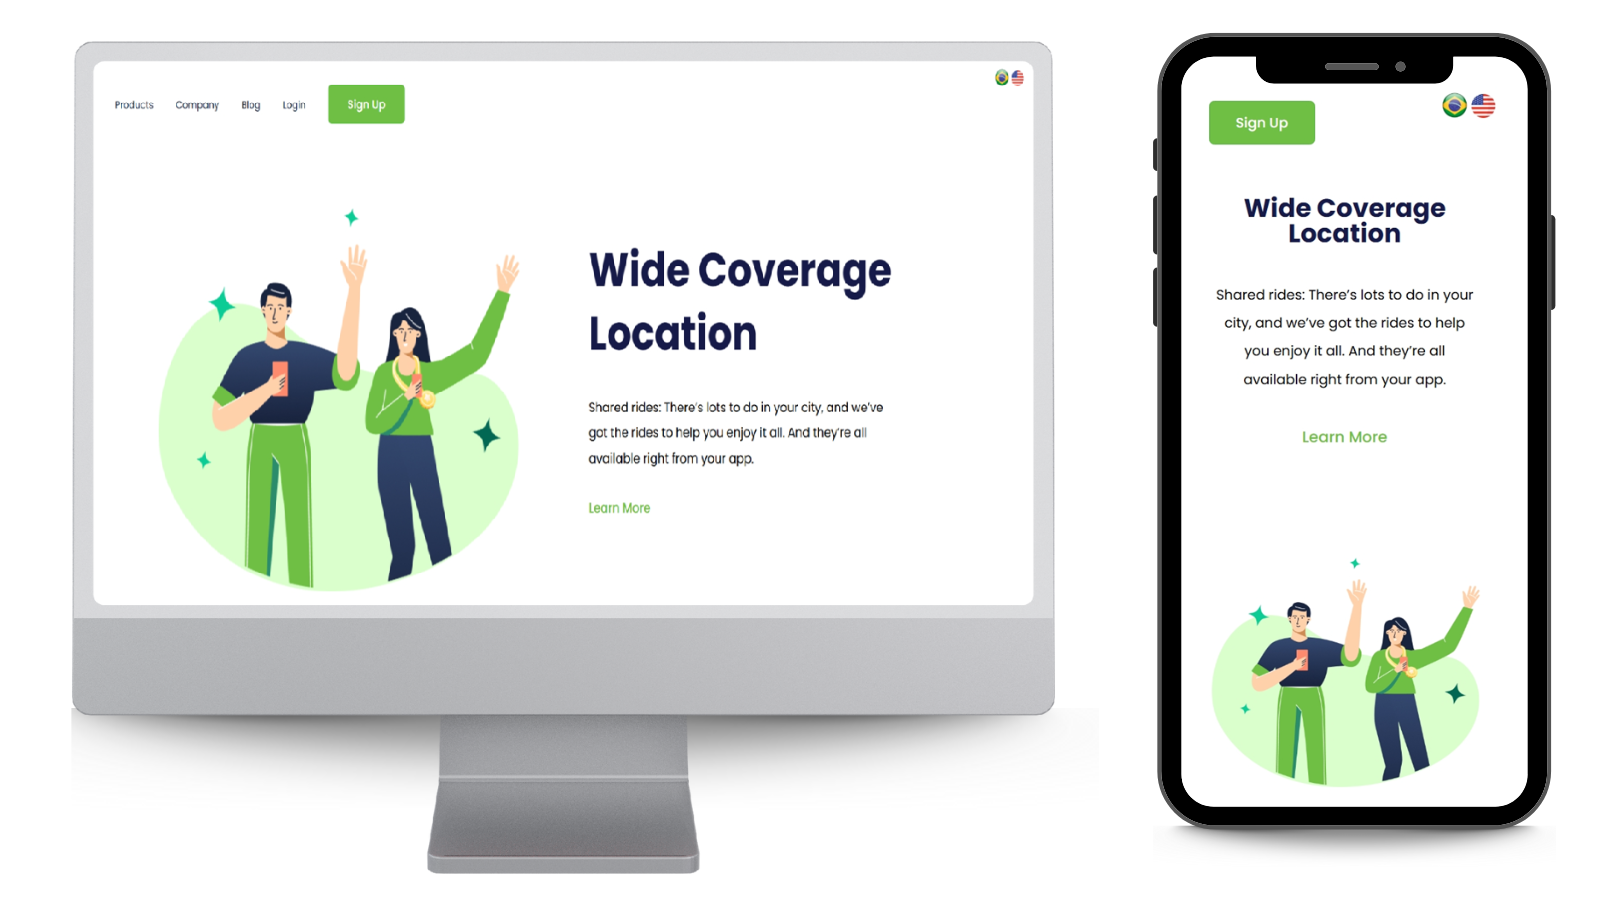 Products Company Blog Login Sign Up
Wide Coverage
Location
Shared rides: There's lots to do in your city, and we've
got the rides to help you enjoy it all. And they're all
available right from your app.
Learn More
Sign Up
Wide Coverage
Location
Shared rides: There's lots to do in your
city, and we've got the rides to help
you enjoy it all. And they're all
available right from your app.
Learn More